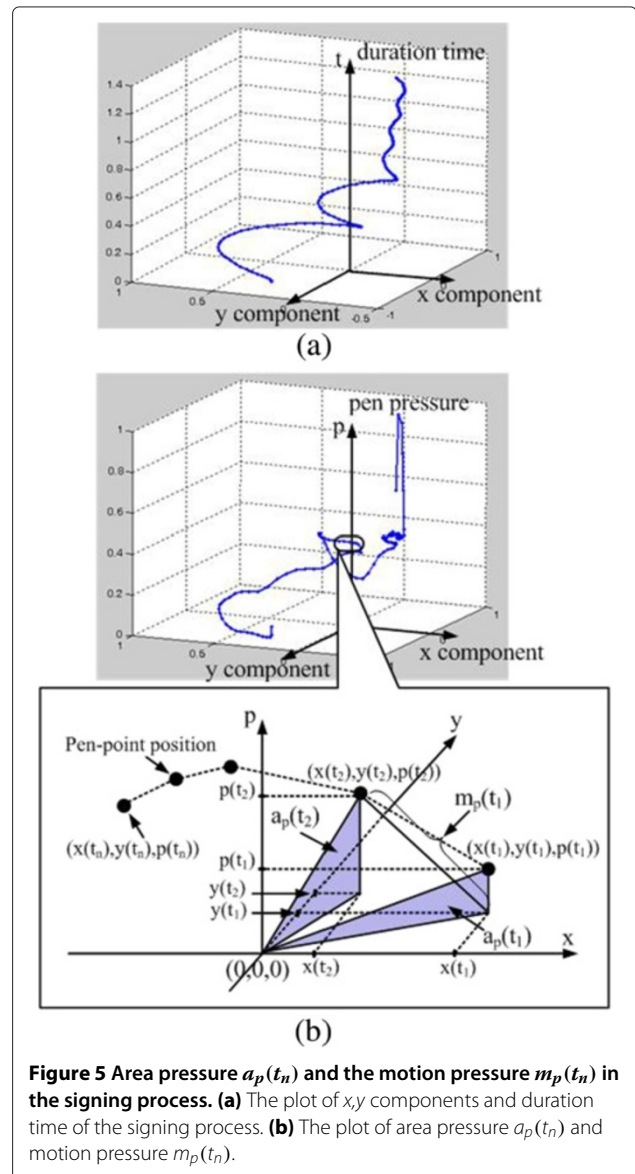 t duration time
1.4
1.2
1
0.8
0.6
0.4
0.2
0
1
0.5
0
-0.5
-1
0
1
y component
x component
(a)
pen pressure
p
1
0.8
0.6
0.4
0.2
0
1
0.5
0
-1
0
1
y component
x component
p
y
Pen-point position
(x(t₂),y(t₂),p(t₂))
p(t₂)
mₚ(t₁)
aₚ(t₂)
(x(tₙ),y(tₙ),p(tₙ))
(x(t₁),y(t₁),p(t₁))
p(t₁)
y(t₂)
y(t₁)
aₚ(t₁)
x
(0,0,0)
x(t₂)
x(t₁)
(b)
Figure 5 Area pressure aₚ(tₙ) and the motion pressure mₚ(tₙ) in
the signing process. (a) The plot of x,y components and duration
time of the signing process. (b) The plot of area pressure aₚ(tₙ) and
motion pressure mₚ(tₙ).